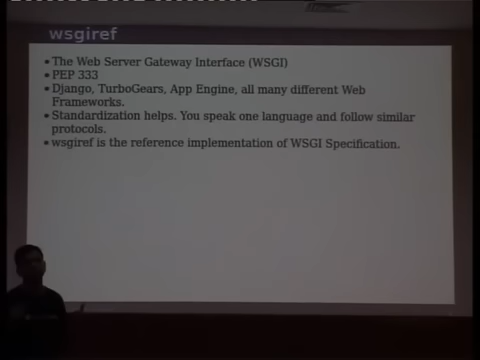 wsgiref
• The Web Server Gateway Interface (WSGI)
• PEP 333
• Django, TurboGears, App Engine, all many different Web
Frameworks.
• Standardization helps. You speak one language and follow similar
protocols.
• wsgiref is the reference implementation of WSGI Specification.